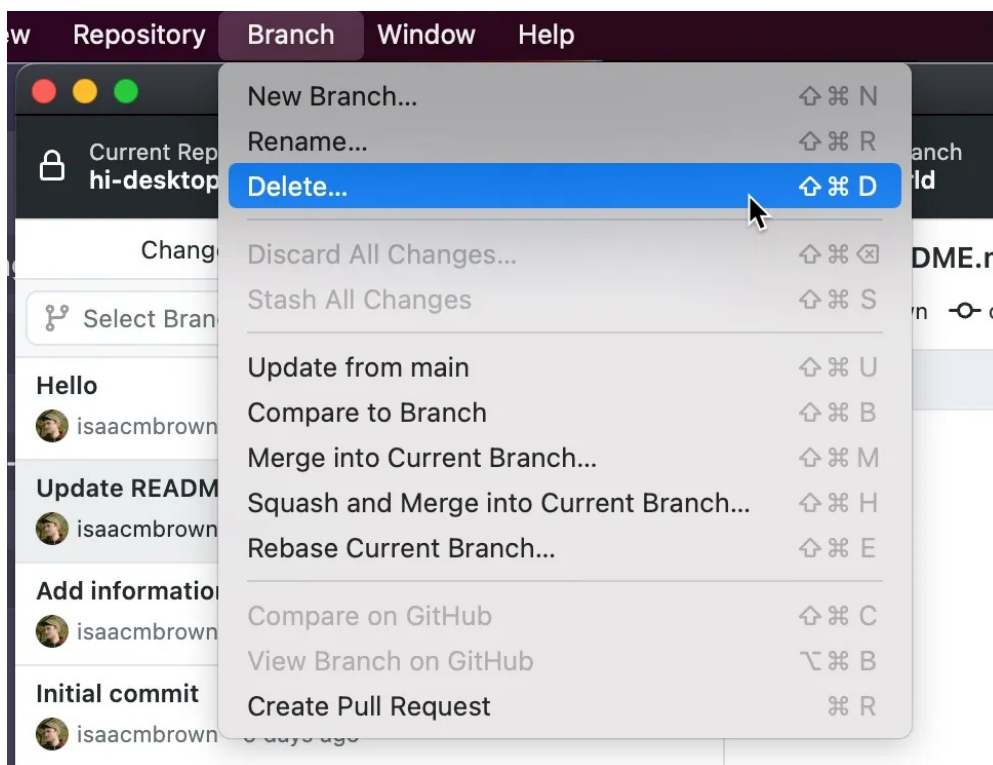 ew Repository Branch Window Help
New Branch... ⇧ ⌘ N
Rename... ⇧ ⌘ R
Delete... ⇧ ⌘ D
Discard All Changes... ⇧ ⌘ ⌫
Stash All Changes ⇧ ⌘ S
Update from main ⇧ ⌘ U
Compare to Branch ⇧ ⌘ B
Merge into Current Branch... ⇧ ⌘ M
Squash and Merge into Current Branch... ⇧ ⌘ H
Rebase Current Branch... ⇧ ⌘ E
Compare on GitHub ⇧ ⌘ C
View Branch on GitHub ⌥ ⌘ B
Create Pull Request ⌘ R
Current Rep
hi-desktop
Chang
Select Bran
Hello
isaacmbrown
Update READM
isaacmbrown
Add informatio
isaacmbrown
Initial commit
isaacmbrown
anch
ld
DME.